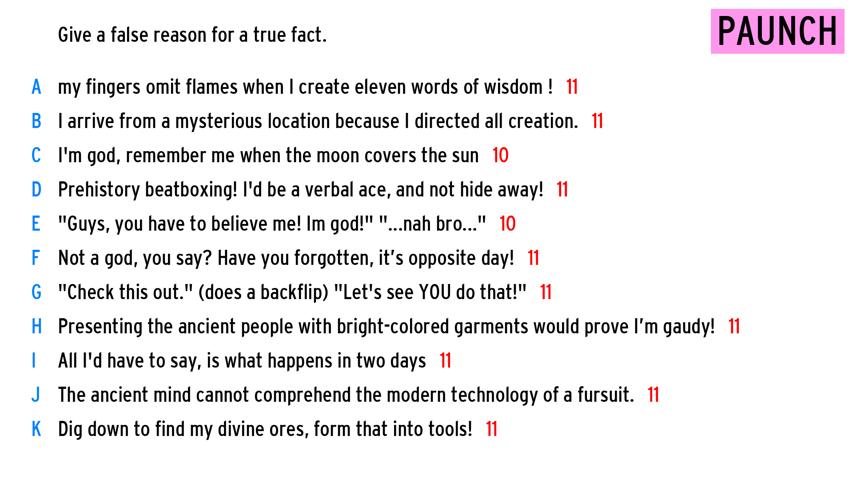 Give a false reason for a true fact.
PAUNCH
A my fingers omit flames when I create eleven words of wisdom ! 11
B I arrive from a mysterious location because I directed all creation. 11
C I'm god, remember me when the moon covers the sun 10
D Prehistory beatboxing! I'd be a verbal ace, and not hide away! 11
E "Guys, you have to believe me! Im god!" "...nah bro..." 10
F Not a god, you say? Have you forgotten, it’s opposite day! 11
G "Check this out." (does a backflip) "Let's see YOU do that!" 11
H Presenting the ancient people with bright-colored garments would prove I’m gaudy! 11
I All I'd have to say, is what happens in two days 11
J The ancient mind cannot comprehend the modern technology of a fursuit. 11
K Dig down to find my divine ores, form that into tools! 11